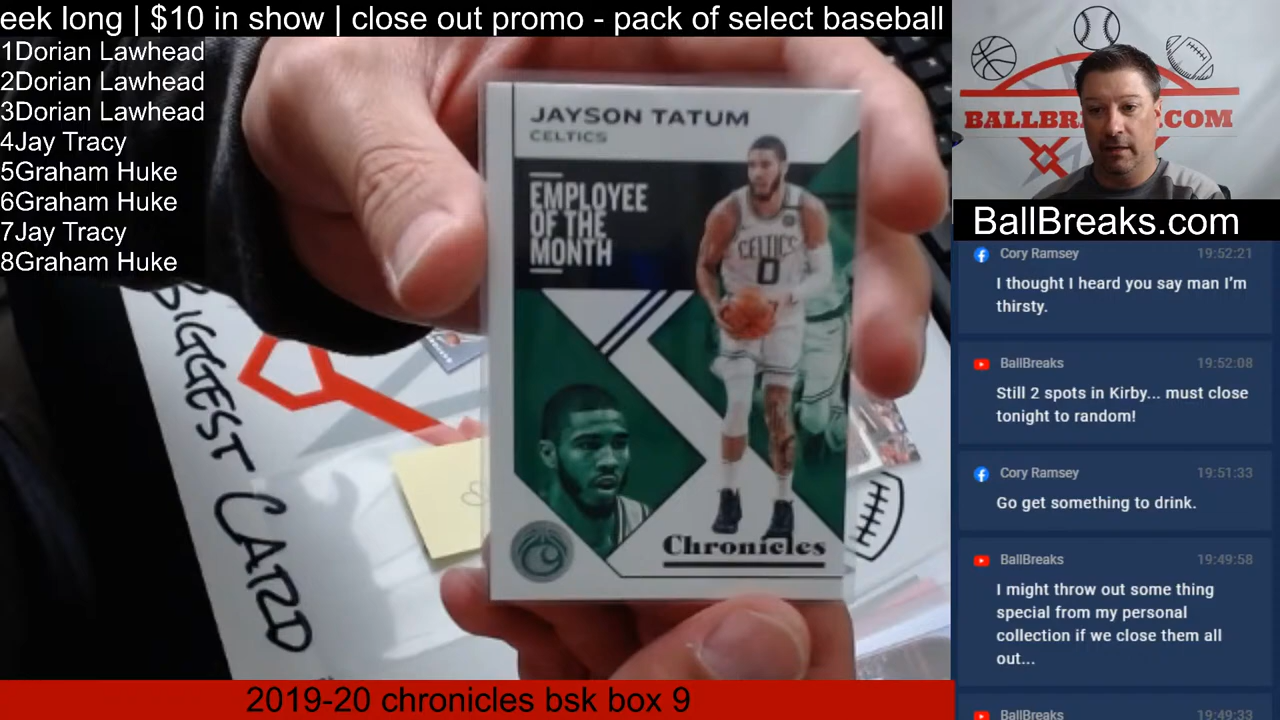 eek long | $10 in show | close out promo - pack of select baseball
1Dorian Lawhead
2Dorian Lawhead
3Dorian Lawhead
4Jay Tracy
5Graham Huke
6Graham Huke
7Jay Tracy
8Graham Huke
JAYSON TATUM
CELTICS
EMPLOYEE
OF THE
MONTH
CELTICS
0
Chronicles
BIGGEST CARD
2019-20 chronicles bsk box 9
BALLBR .COM
BallBreaks.com
Cory Ramsey 19:52:21
I thought I heard you say man I'm
thirsty.
BallBreaks 19:52:08
Still 2 spots in Kirby... must close
tonight to random!
Cory Ramsey 19:51:33
Go get something to drink.
BallBreaks 19:49:58
I might throw out some thing
special from my personal
collection if we close them all
out...
BallBreaks 19:49:33